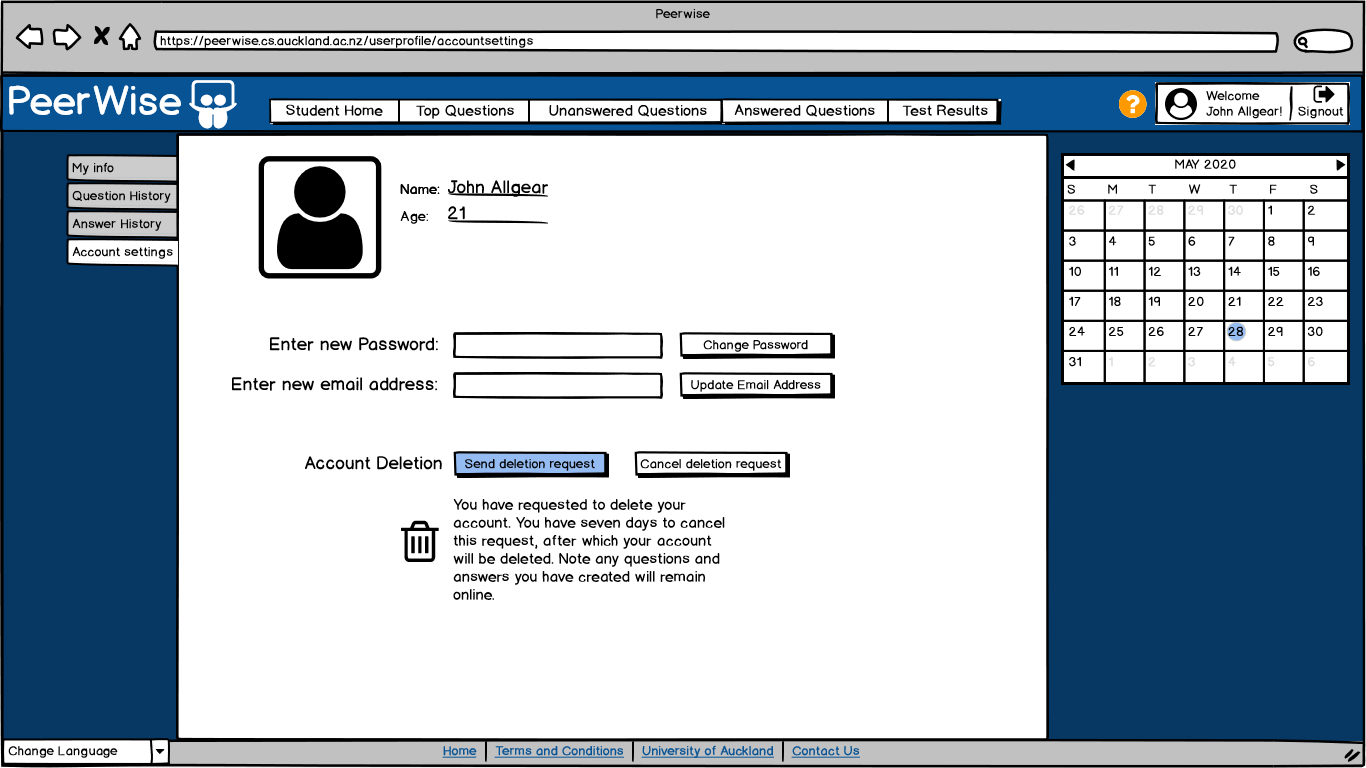 Peerwise
https://peerwise.cs.auckland.ac.nz/userprofile/accountsettings
PeerWise
Student Home Top Questions Unanswered Questions Answered Questions Test Results
?
Welcome
John Allgear!
Signout
My info
Question History
Answer History
Account settings
Name: John Allgear
Age: 21
Enter new Password:
Change Password
Enter new email address:
Update Email Address
Account Deletion
Send deletion request
Cancel deletion request
You have requested to delete your
account. You have seven days to cancel
this request, after which your account
will be deleted. Note any questions and
answers you have created will remain
online.
MAY 2020
S M T W T F S
26 27 28 29 30 1 2
3 4 5 6 7 8 9
10 11 12 13 14 15 16
17 18 19 20 21 22 23
24 25 26 27 28 29 30
31 1 2 3 4 5 6
Change Language
Home Terms and Conditions University of Auckland Contact Us